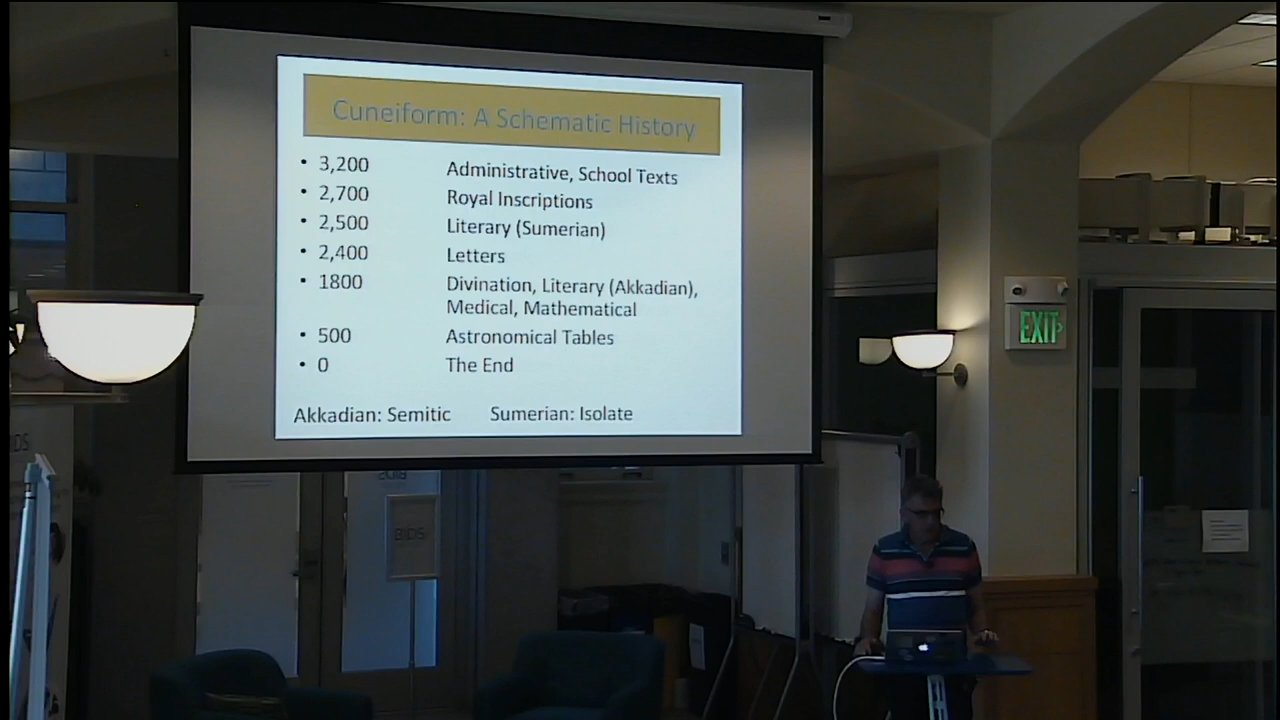 Cuneiform: A Schematic History
• 3,200 Administrative, School Texts
• 2,700 Royal Inscriptions
• 2,500 Literary (Sumerian)
• 2,400 Letters
• 1800 Divination, Literary (Akkadian),
Medical, Mathematical
• 500 Astronomical Tables
• 0 The End
Akkadian: Semitic Sumerian: Isolate
EXIT
BIDS